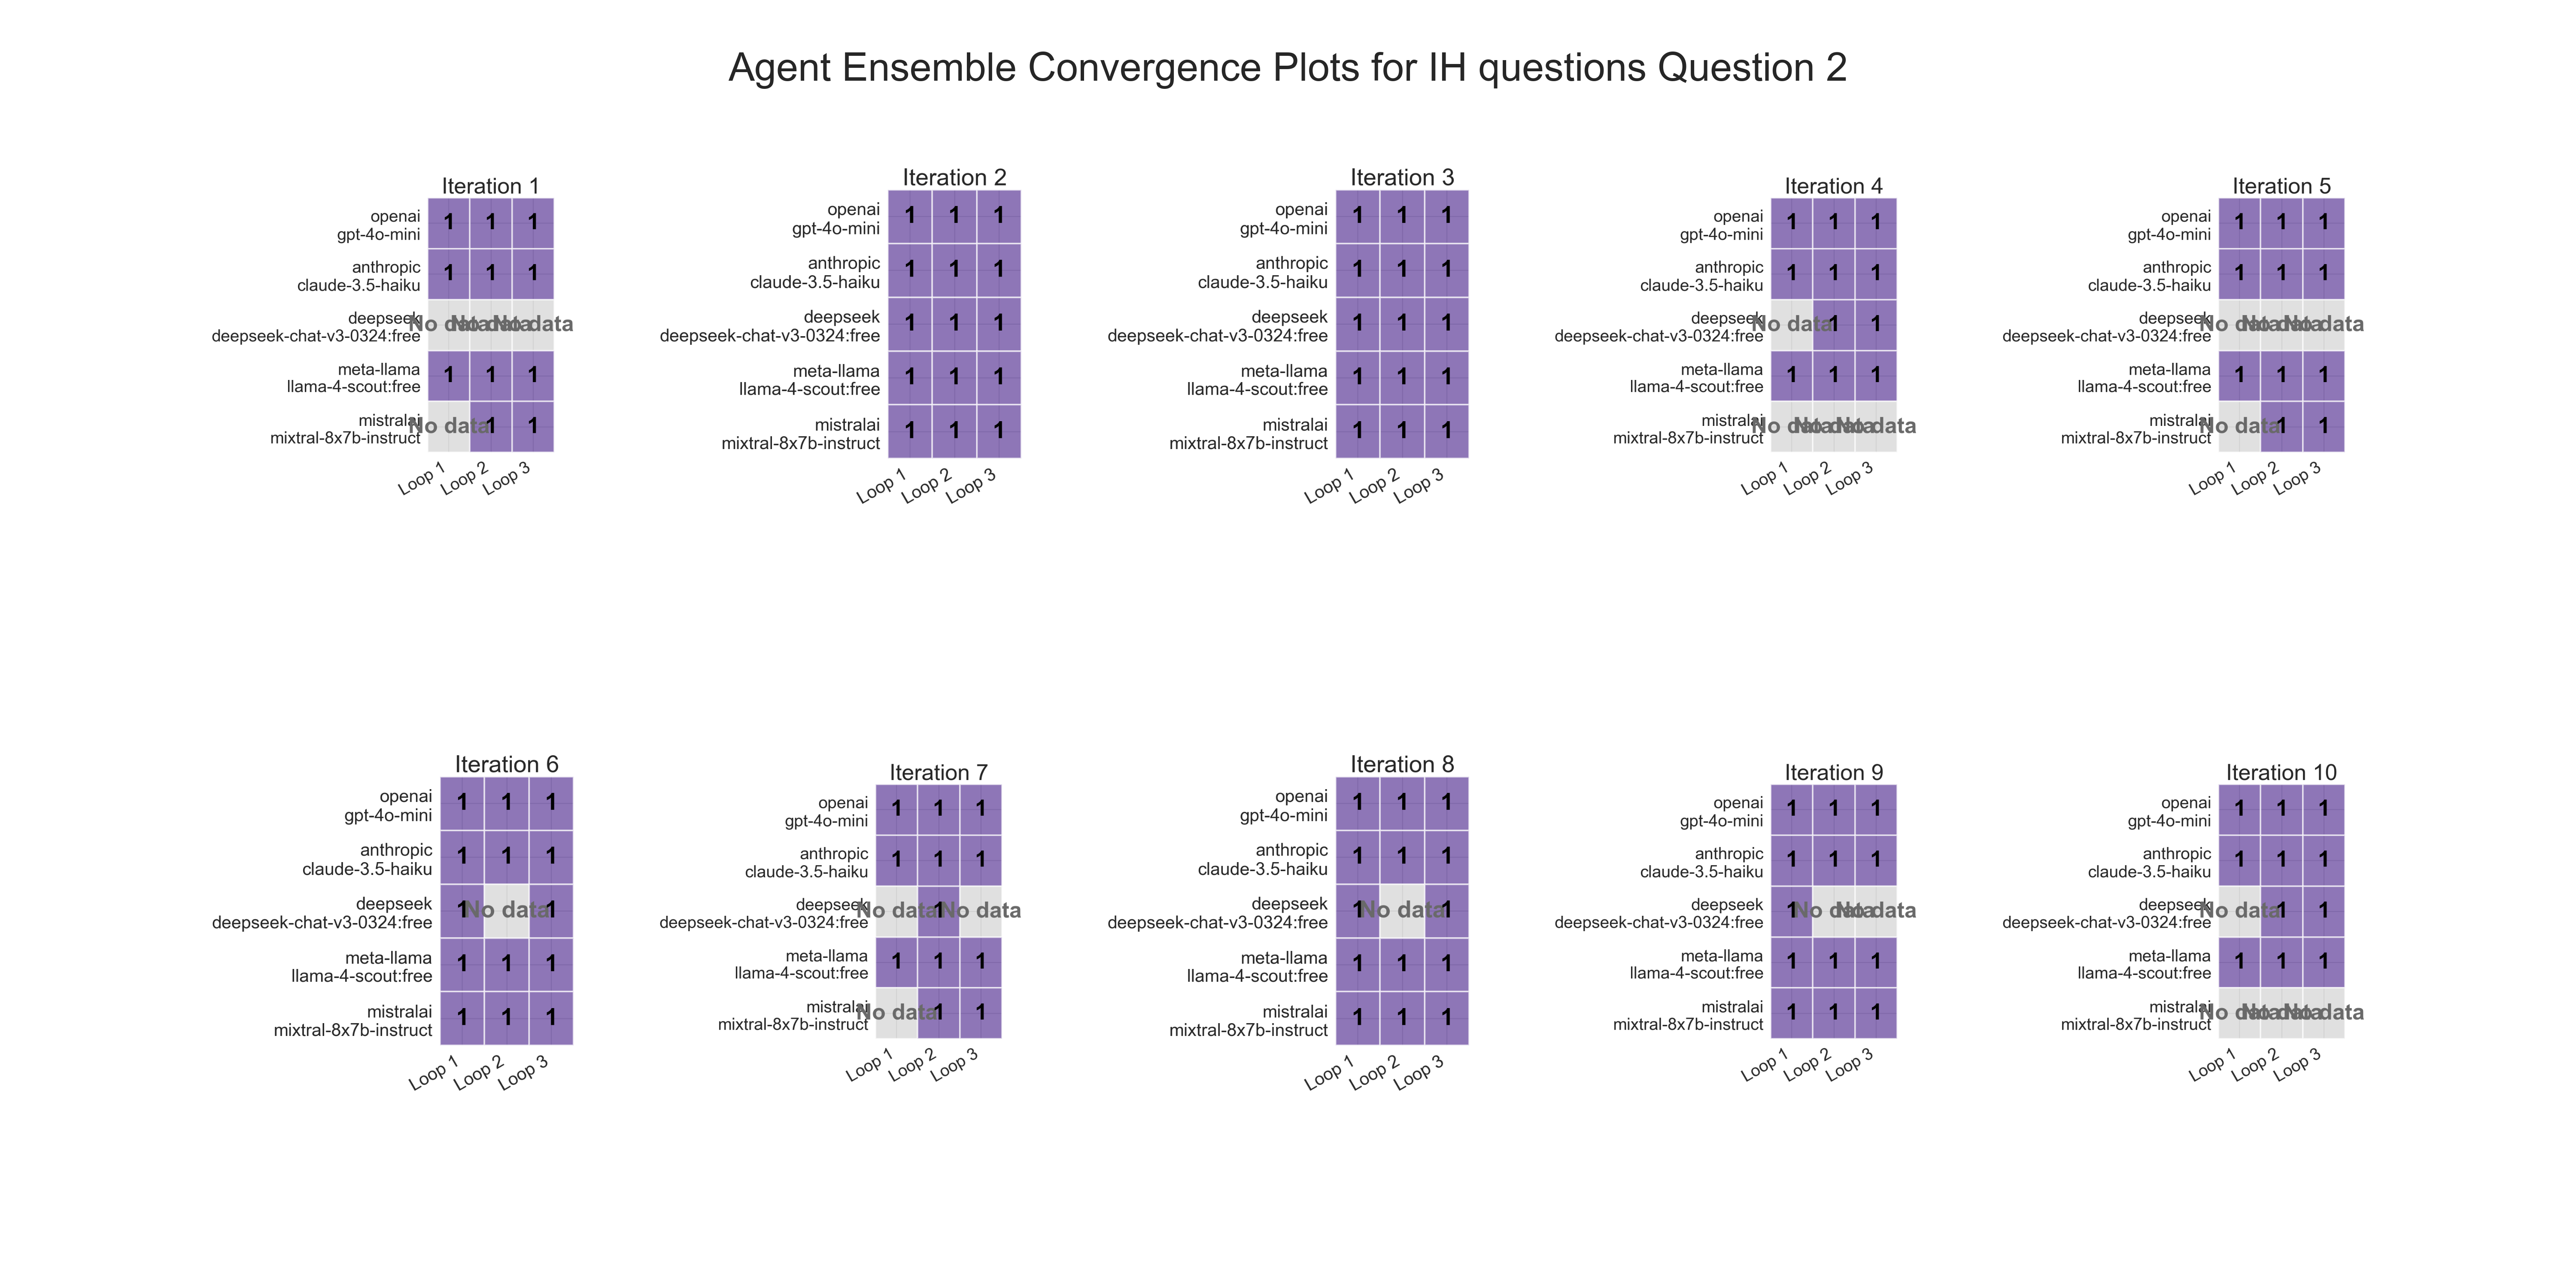 Agent Ensemble Convergence Plots for IH questions Question 2
Iteration 1
openai
gpt-4o-mini
1 1 1
anthropic
claude-3.5-haiku
1 1 1
deepseek
deepseek-chat-v3-0324:free
No data No data No data
meta-llama
llama-4-scout:free
1 1 1
mistralai
mixtral-8x7b-instruct
No data 1 1
Loop 1 Loop 2 Loop 3
Iteration 2
openai
gpt-4o-mini
1 1 1
anthropic
claude-3.5-haiku
1 1 1
deepseek
deepseek-chat-v3-0324:free
1 1 1
meta-llama
llama-4-scout:free
1 1 1
mistralai
mixtral-8x7b-instruct
1 1 1
Loop 1 Loop 2 Loop 3
Iteration 3
openai
gpt-4o-mini
1 1 1
anthropic
claude-3.5-haiku
1 1 1
deepseek
deepseek-chat-v3-0324:free
1 1 1
meta-llama
llama-4-scout:free
1 1 1
mistralai
mixtral-8x7b-instruct
1 1 1
Loop 1 Loop 2 Loop 3
Iteration 4
openai
gpt-4o-mini
1 1 1
anthropic
claude-3.5-haiku
1 1 1
deepseek
deepseek-chat-v3-0324:free
No data 1 1
meta-llama
llama-4-scout:free
1 1 1
mistralai
mixtral-8x7b-instruct
No data No data No data
Loop 1 Loop 2 Loop 3
Iteration 5
openai
gpt-4o-mini
1 1 1
anthropic
claude-3.5-haiku
1 1 1
deepseek
deepseek-chat-v3-0324:free
No data No data No data
meta-llama
llama-4-scout:free
1 1 1
mistralai
mixtral-8x7b-instruct
No data 1 1
Loop 1 Loop 2 Loop 3
Iteration 6
openai
gpt-4o-mini
1 1 1
anthropic
claude-3.5-haiku
1 1 1
deepseek
deepseek-chat-v3-0324:free
1 No data 1
meta-llama
llama-4-scout:free
1 1 1
mistralai
mixtral-8x7b-instruct
1 1 1
Loop 1 Loop 2 Loop 3
Iteration 7
openai
gpt-4o-mini
1 1 1
anthropic
claude-3.5-haiku
1 1 1
deepseek
deepseek-chat-v3-0324:free
No data 1 No data
meta-llama
llama-4-scout:free
1 1 1
mistralai
mixtral-8x7b-instruct
No data 1 1
Loop 1 Loop 2 Loop 3
Iteration 8
openai
gpt-4o-mini
1 1 1
anthropic
claude-3.5-haiku
1 1 1
deepseek
deepseek-chat-v3-0324:free
1 No data 1
meta-llama
llama-4-scout:free
1 1 1
mistralai
mixtral-8x7b-instruct
1 1 1
Loop 1 Loop 2 Loop 3
Iteration 9
openai
gpt-4o-mini
1 1 1
anthropic
claude-3.5-haiku
1 1 1
deepseek
deepseek-chat-v3-0324:free
1 No data No data
meta-llama
llama-4-scout:free
1 1 1
mistralai
mixtral-8x7b-instruct
1 1 1
Loop 1 Loop 2 Loop 3
Iteration 10
openai
gpt-4o-mini
1 1 1
anthropic
claude-3.5-haiku
1 1 1
deepseek
deepseek-chat-v3-0324:free
No data 1 1
meta-llama
llama-4-scout:free
1 1 1
mistralai
mixtral-8x7b-instruct
No data No data No data
Loop 1 Loop 2 Loop 3